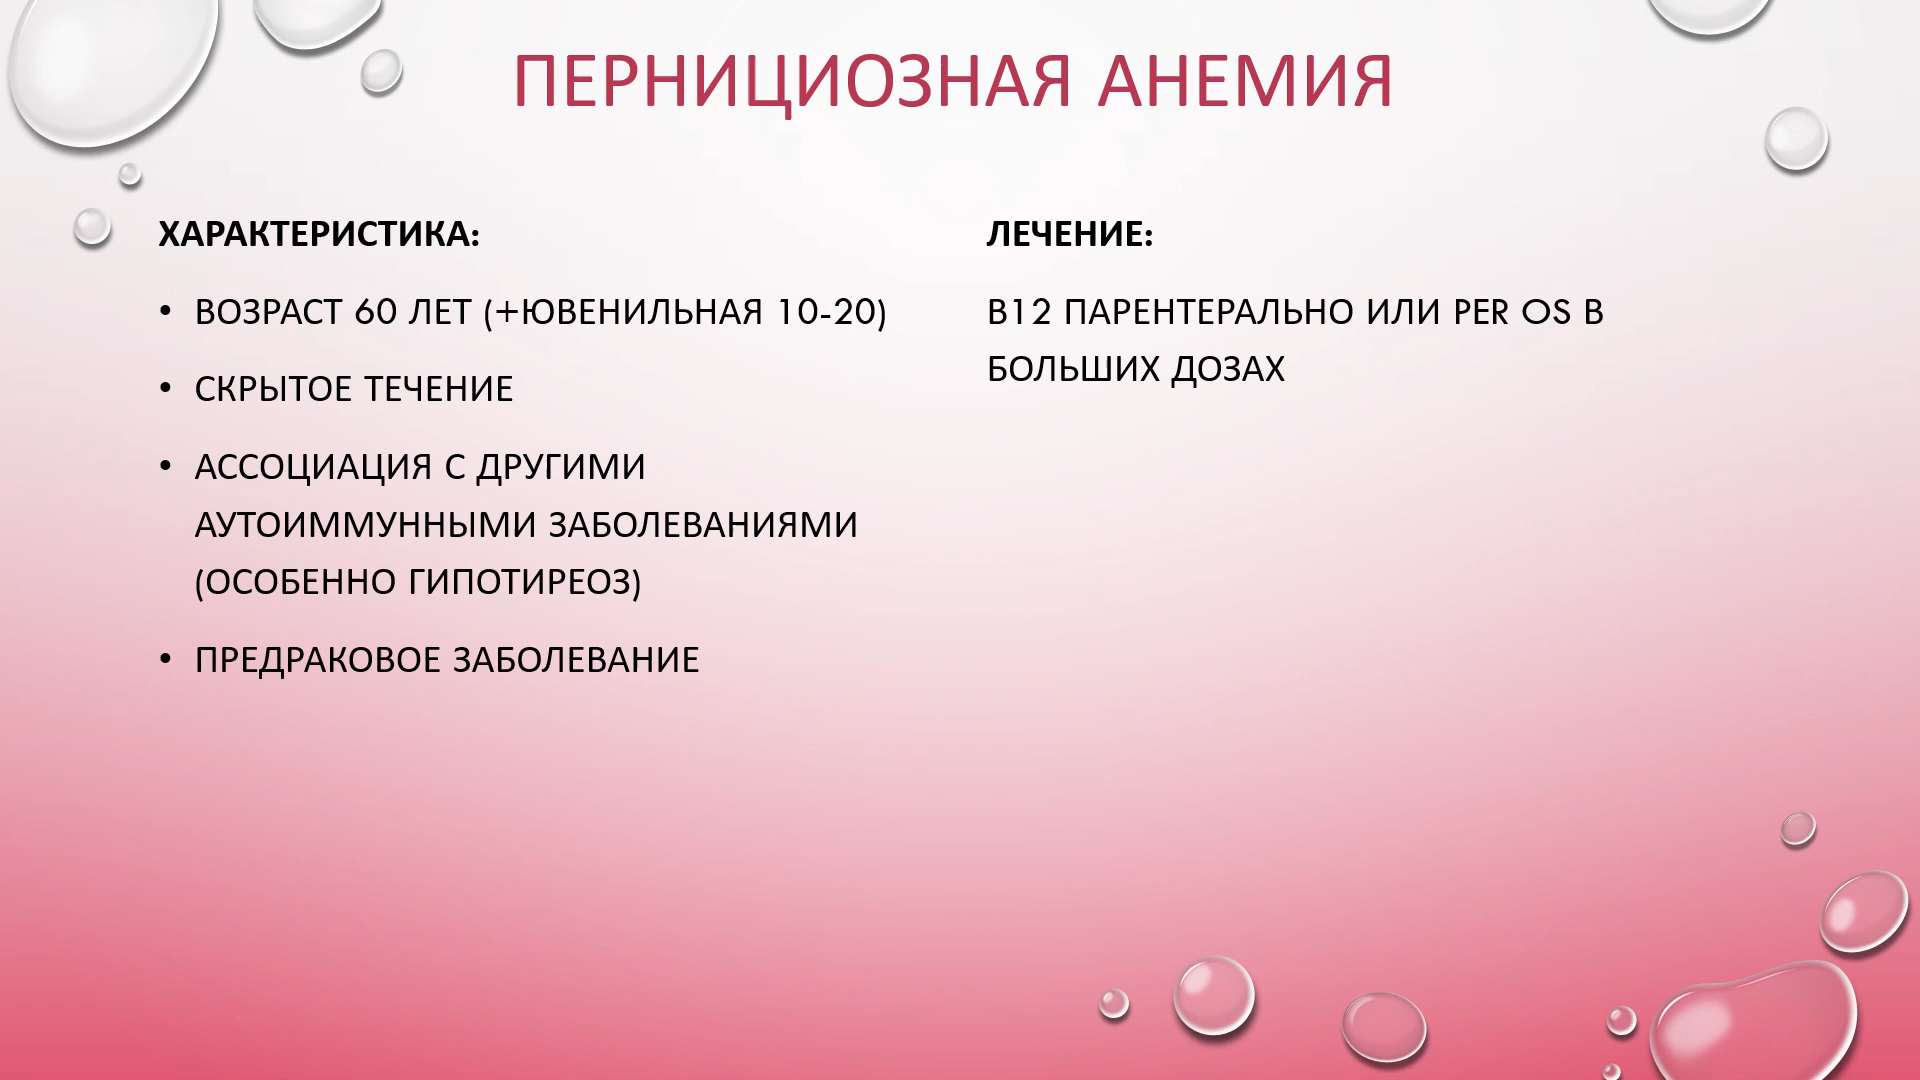 ПЕРНИЦИОЗНАЯ АНЕМИЯ
ХАРАКТЕРИСТИКА:
• ВОЗРАСТ 60 ЛЕТ (+ЮВЕНИЛЬНАЯ 10-20)
• СКРЫТОЕ ТЕЧЕНИЕ
• АССОЦИАЦИЯ С ДРУГИМИ
АУТОИММУННЫМИ ЗАБОЛЕВАНИЯМИ
(ОСОБЕННО ГИПОТИРЕОЗ)
• ПРЕДРАКОВОЕ ЗАБОЛЕВАНИЕ
ЛЕЧЕНИЕ:
В12 ПАРЕНТЕРАЛЬНО ИЛИ PER OS В
БОЛЬШИХ ДОЗАХ